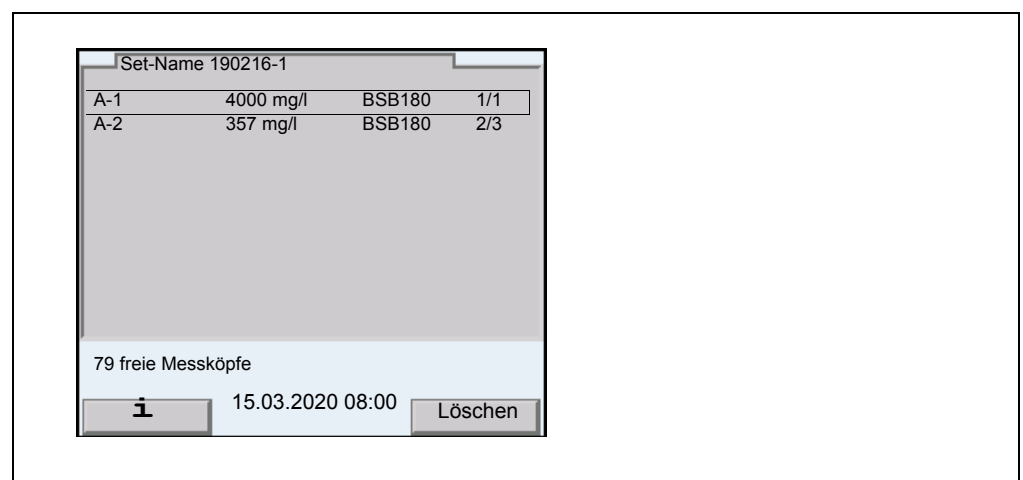 Set-Name 190216-1
A-1 4000 mg/l BSB180 1/1
A-2 357 mg/l BSB180 2/3
79 freie Messköpfe
i 15.03.2020 08:00 Löschen